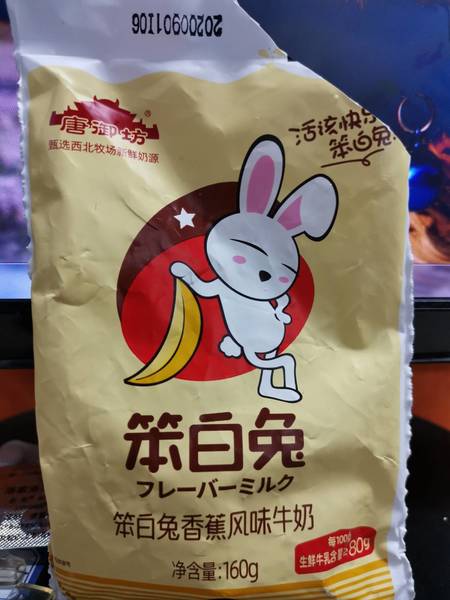 20200901I06
唐御坊
®
甄选西北牧场新鲜奶源
活该快乐
笨白兔
笨白兔
フレーバーミルク
笨白兔香蕉风味牛奶
每100g
生鲜牛乳含量≥80g
净含量:160g